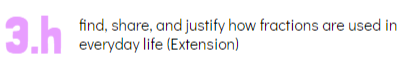 3.h
find, share, and justify how fractions are used in
everyday life (Extension)